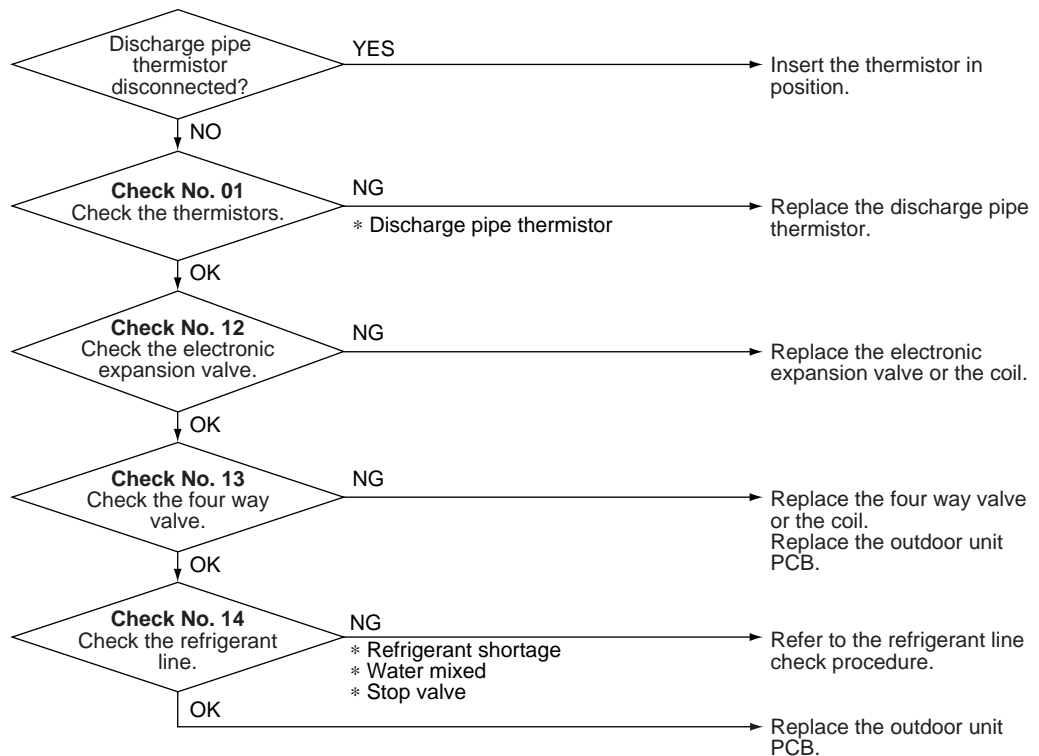 Discharge pipe
thermistor
disconnected?
YES
Insert the thermistor in
position.
NO
Check No. 01
Check the thermistors.
NG
* Discharge pipe thermistor
Replace the discharge pipe
thermistor.
OK
Check No. 12
Check the electronic
expansion valve.
NG
Replace the electronic
expansion valve or the coil.
OK
Check No. 13
Check the four way
valve.
NG
Replace the four way valve
or the coil.
Replace the outdoor unit
PCB.
OK
Check No. 14
Check the refrigerant
line.
NG
* Refrigerant shortage
* Water mixed
* Stop valve
Refer to the refrigerant line
check procedure.
OK
Replace the outdoor unit
PCB.